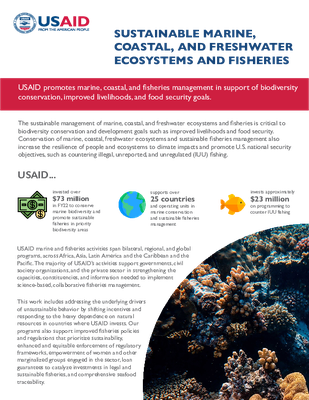 USAID
FROM THE AMERICAN PEOPLE
SUSTAINABLE MARINE,
COASTAL, AND FRESHWATER
ECOSYSTEMS AND FISHERIES
USAID promotes marine, coastal, and fisheries management in support of biodiversity
conservation, improved livelihoods, and food security goals.
The sustainable management of marine, coastal, and freshwater ecosystems and fisheries is critical to
biodiversity conservation and development goals such as improved livelihoods and food security.
Conservation of marine, coastal, freshwater ecosystems and sustainable fisheries management also
increase the resilience of people and ecosystems to climate impacts and promote U.S. national security
objectives, such as countering illegal, unreported, and unregulated (IUU) fishing.
USAID...
invested over
$73 million
in FY22 to conserve
marine biodiversity and
promote sustainable
fisheries in priority
biodiversity areas
supports over
25 countries
and operating units in
marine conservation
and sustainable fisheries
management
invests approximately
$23 million
on programming to
counter IUU fishing
USAID marine and fisheries activities span bilateral, regional, and global
programs, across Africa, Asia, Latin America and the Caribbean and the
Pacific. The majority of USAID's activities support governments, civil
society organizations, and the private sector in strengthening the
capacities, constituencies, and information needed to implement
science-based, collaborative fisheries management.
This work includes addressing the underlying drivers
of unsustainable behavior by shifting incentives and
responding to the heavy dependence on natural
resources in countries where USAID invests. Our
programs also support improved fisheries policies
and regulations that prioritize sustainability,
enhanced and equitable enforcement of regulatory
frameworks, empowerment of women and other
marginalized groups engaged in the sector, loan
guarantees to catalyze investments in legal and
sustainable fisheries, and comprehensive seafood
traceability.